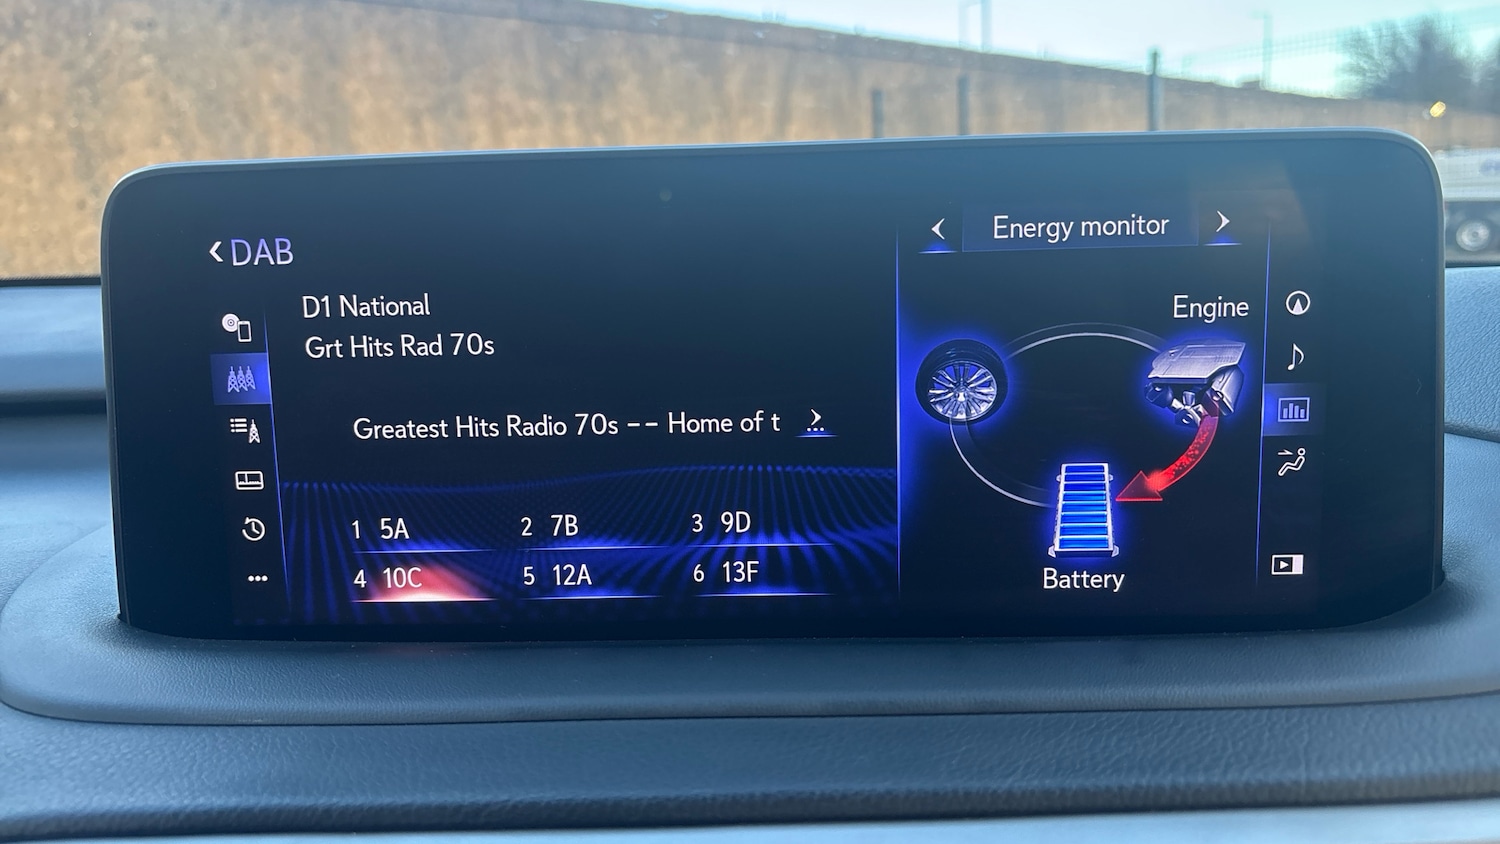 DAB
D1 National
Grt Hits Rad 70s
Greatest Hits Radio 70s -- Home of t
1 5A
2 7B
3 9D
4 10C
5 12A
6 13F
Energy monitor
Engine
Battery